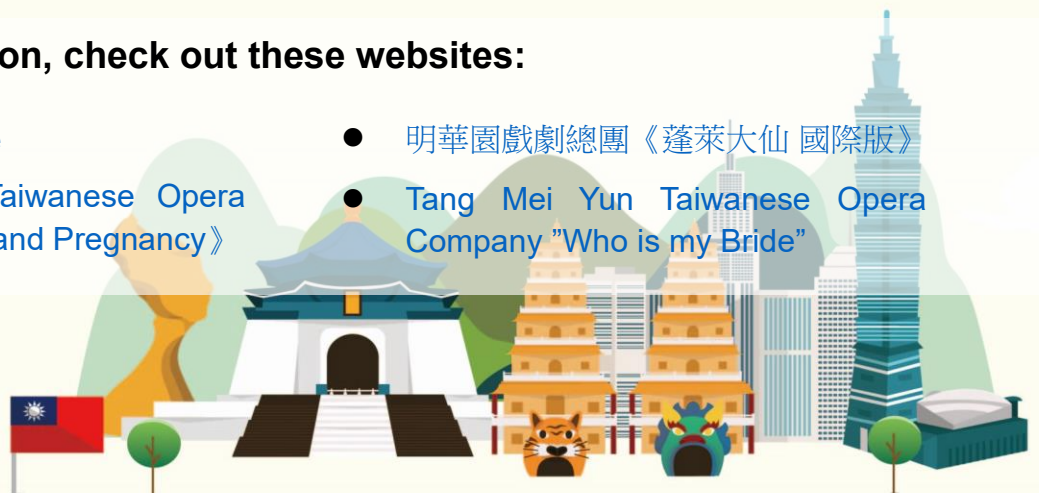 on, check out these websites:
aiwanese Opera
and Pregnancy》
● 明華園戲劇總團《蓬萊大仙 國際版》
● Tang Mei Yun Taiwanese Opera
Company ”Who is my Bride”